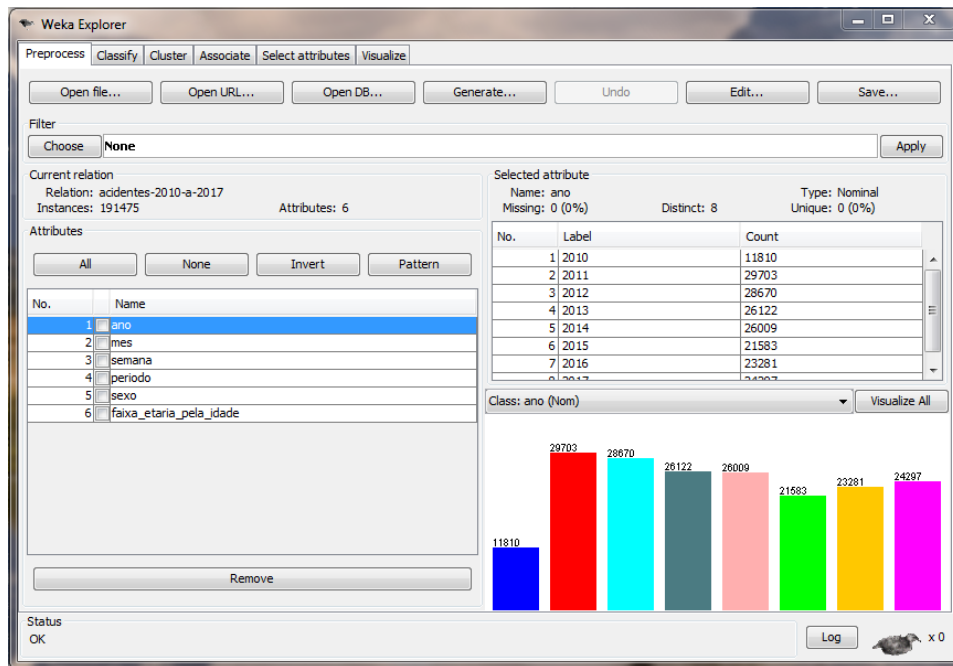 Weka Explorer
Preprocess Classify Cluster Associate Select attributes Visualize
Open file... Open URL... Open DB... Generate... Undo Edit... Save...
Filter
Choose None Apply
Current relation
Relation: acidentes-2010-a-2017
Instances: 191475 Attributes: 6
Attributes
All None Invert Pattern
No. Name
1 ano
2 mes
3 semana
4 periodo
5 sexo
6 faixa_etaria_pela_idade
Remove
Selected attribute
Name: ano Type: Nominal
Missing: 0 (0%) Distinct: 8 Unique: 0 (0%)
No. Label Count
1 2010 11810
2 2011 29703
3 2012 28670
4 2013 26122
5 2014 26009
6 2015 21583
7 2016 23281
8 2017 24297
Class: ano (Nom) Visualize All
11810 29703 28670 26122 26009 21583 23281 24297
Status
OK
Log x 0